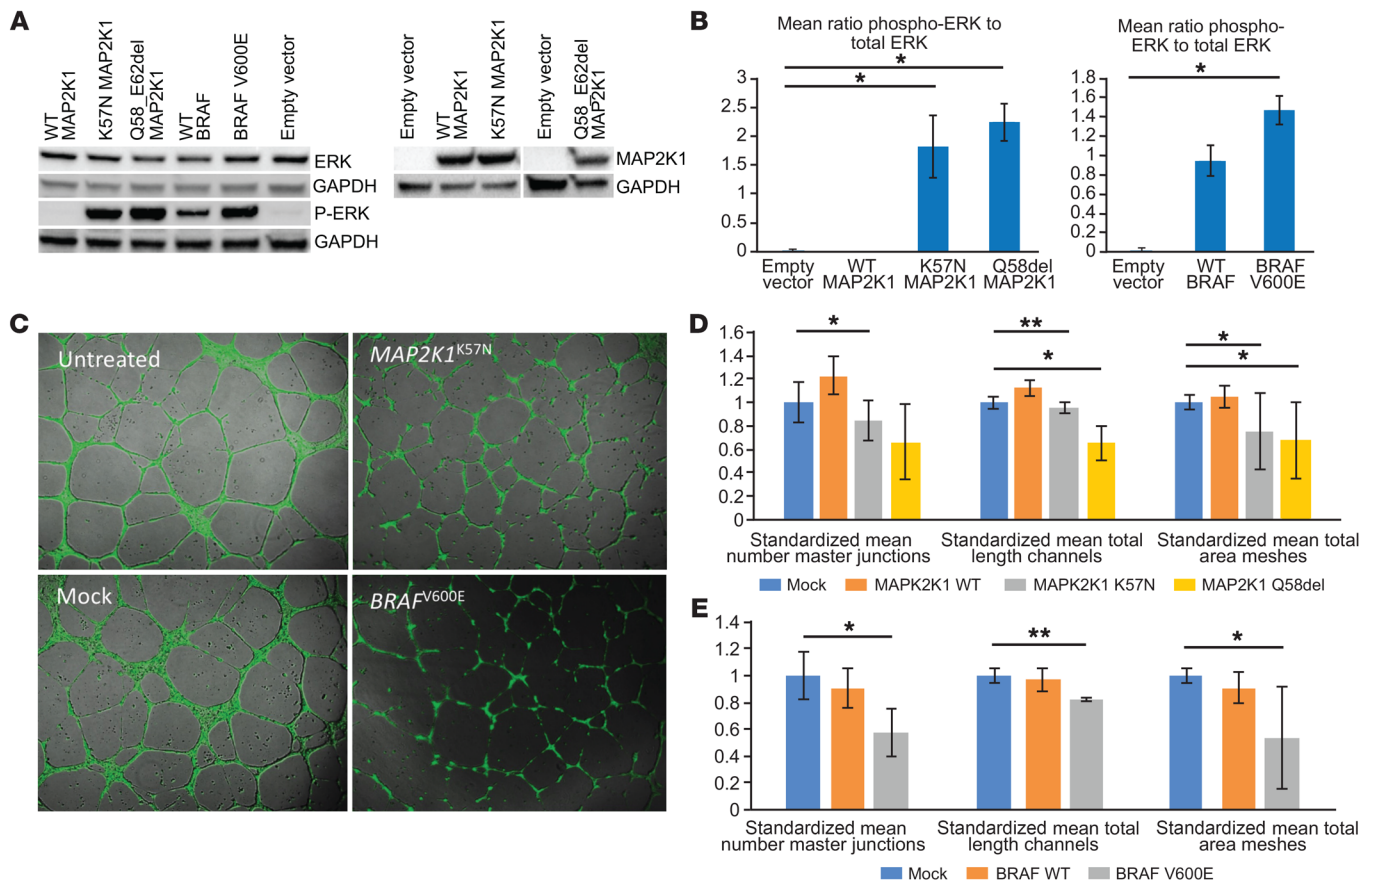 A
WT
MAP2K1
K57N MAP2K1
Q58_E62del
MAP2K1
WT
BRAF
BRAF V600E
Empty vector
ERK
GAPDH
P-ERK
GAPDH
Empty vector
WT
MAP2K1
K57N MAP2K1
Empty vector
Q58_E62del
MAP2K1
MAP2K1
GAPDH
B
Mean ratio phospho-ERK to
total ERK
*
*
3
2.5
2
1.5
1
0.5
0
Empty
vector
WT
MAP2K1
K57N
MAP2K1
Q58del
MAP2K1
Mean ratio phospho-
ERK to total ERK
*
1.8
1.6
1.4
1.2
1
0.8
0.6
0.4
0.2
0
Empty
vector
WT
BRAF
BRAF
V600E
C
Untreated
MAP2K1K57N
Mock
BRAFV600E
D
1.6
1.4
1.2
1
0.8
0.6
0.4
0.2
0
*
**
*
*
*
Standardized mean
number master junctions
Standardized mean total
length channels
Standardized mean total
area meshes
Mock
MAPK2K1 WT
MAPK2K1 K57N
MAP2K1 Q58del
E
1.4
1.2
1
0.8
0.6
0.4
0.2
0
*
**
*
Standardized mean
number master junctions
Standardized mean total
length channels
Standardized mean total
area meshes
Mock
BRAF WT
BRAF V600E